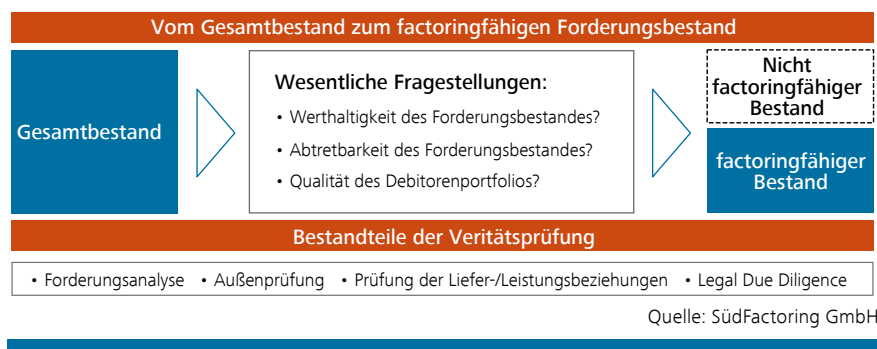 Vom Gesamtbestand zum factoringfähigen Forderungsbestand
Gesamtbestand
Wesentliche Fragestellungen:
• Werthaltigkeit des Forderungsbestandes?
• Abtretbarkeit des Forderungsbestandes?
• Qualität des Debitorenportfolios?
Nicht
factoringfähiger
Bestand
factoringfähiger
Bestand
Bestandteile der Veritätsprüfung
• Forderungsanalyse • Außenprüfung • Prüfung der Liefer-/Leistungsbeziehungen • Legal Due Diligence
Quelle: SüdFactoring GmbH